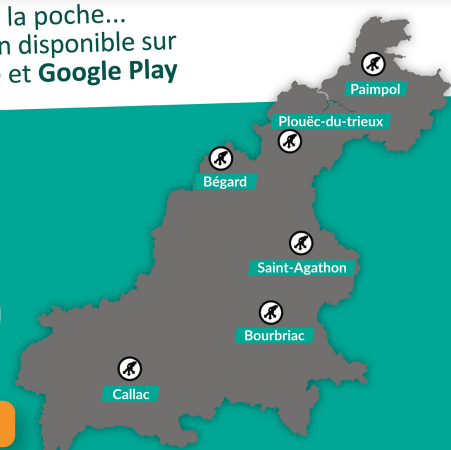 la poche...
n disponible sur
et Google Play
Paimpol
Plouëc-du-trieux
Bégard
Saint-Agathon
Bourbriac
Callac